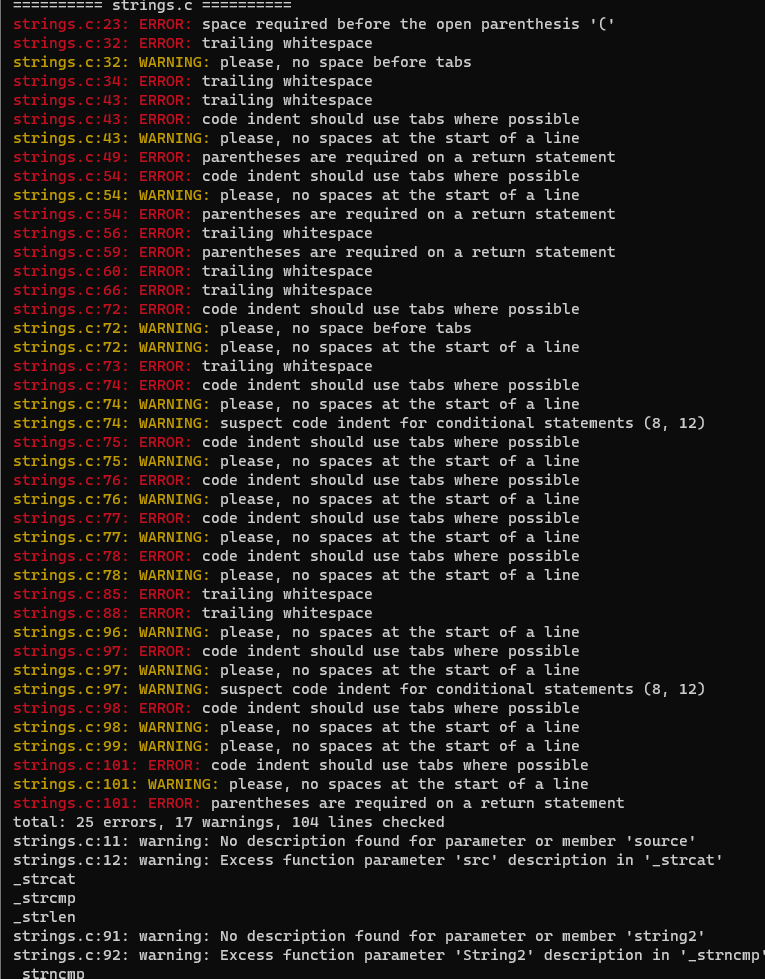 ========== strings.c ==========
strings.c:23: ERROR: space required before the open parenthesis '('
strings.c:32: ERROR: trailing whitespace
strings.c:32: WARNING: please, no space before tabs
strings.c:34: ERROR: trailing whitespace
strings.c:43: ERROR: trailing whitespace
strings.c:43: ERROR: code indent should use tabs where possible
strings.c:43: WARNING: please, no spaces at the start of a line
strings.c:49: ERROR: parentheses are required on a return statement
strings.c:54: ERROR: code indent should use tabs where possible
strings.c:54: WARNING: please, no spaces at the start of a line
strings.c:54: ERROR: parentheses are required on a return statement
strings.c:56: ERROR: trailing whitespace
strings.c:59: ERROR: parentheses are required on a return statement
strings.c:60: ERROR: trailing whitespace
strings.c:66: ERROR: trailing whitespace
strings.c:72: ERROR: code indent should use tabs where possible
strings.c:72: WARNING: please, no space before tabs
strings.c:72: WARNING: please, no spaces at the start of a line
strings.c:73: ERROR: trailing whitespace
strings.c:74: ERROR: code indent should use tabs where possible
strings.c:74: WARNING: please, no spaces at the start of a line
strings.c:74: WARNING: suspect code indent for conditional statements (8, 12)
strings.c:75: ERROR: code indent should use tabs where possible
strings.c:75: WARNING: please, no spaces at the start of a line
strings.c:76: ERROR: code indent should use tabs where possible
strings.c:76: WARNING: please, no spaces at the start of a line
strings.c:77: ERROR: code indent should use tabs where possible
strings.c:77: WARNING: please, no spaces at the start of a line
strings.c:78: ERROR: code indent should use tabs where possible
strings.c:78: WARNING: please, no spaces at the start of a line
strings.c:85: ERROR: trailing whitespace
strings.c:88: ERROR: trailing whitespace
strings.c:96: WARNING: please, no spaces at the start of a line
strings.c:97: ERROR: code indent should use tabs where possible
strings.c:97: WARNING: please, no spaces at the start of a line
strings.c:97: WARNING: suspect code indent for conditional statements (8, 12)
strings.c:98: ERROR: code indent should use tabs where possible
strings.c:98: WARNING: please, no spaces at the start of a line
strings.c:99: WARNING: please, no spaces at the start of a line
strings.c:101: ERROR: code indent should use tabs where possible
strings.c:101: WARNING: please, no spaces at the start of a line
strings.c:101: ERROR: parentheses are required on a return statement
total: 25 errors, 17 warnings, 104 lines checked
strings.c:11: warning: No description found for parameter or member 'source'
strings.c:12: warning: Excess function parameter 'src' description in '_strcat'
_strcat
_strcmp
_strlen
strings.c:91: warning: No description found for parameter or member 'string2'
strings.c:92: warning: Excess function parameter 'String2' description in '_strncmp'
_strncmp